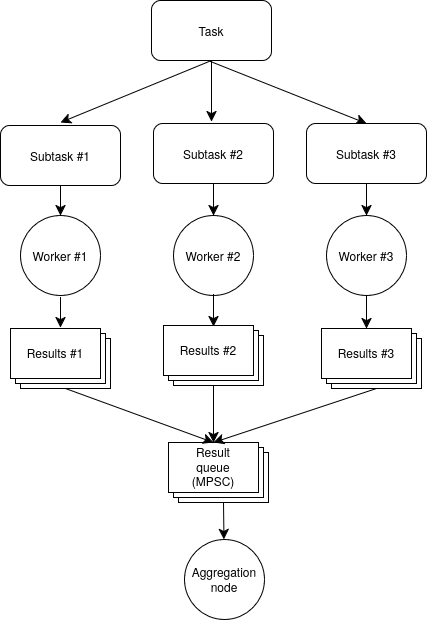 Task
Subtask #1
Subtask #2
Subtask #3
Worker #1
Worker #2
Worker #3
Results #1
Results #2
Results #3
Result
queue
(MPSC)
Aggregation
node